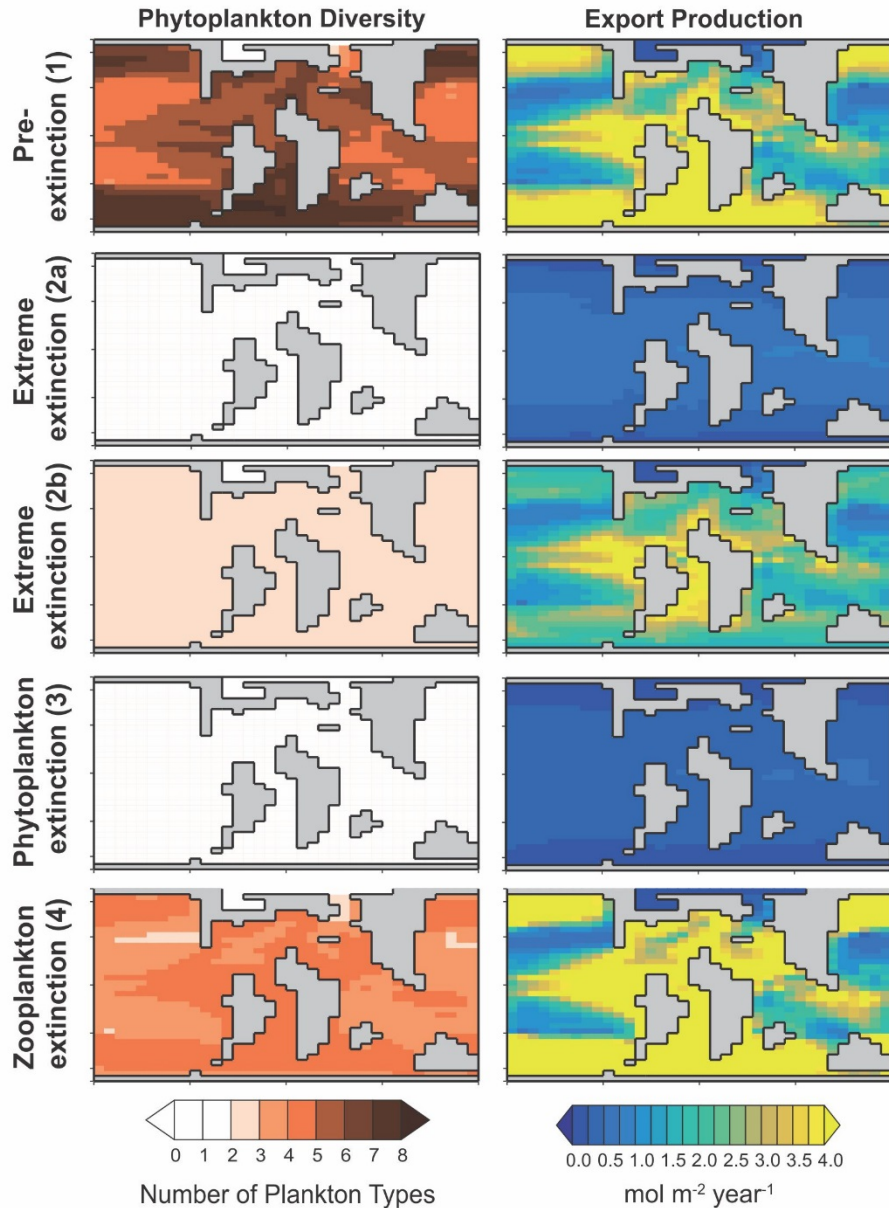 Phytoplankton Diversity
Export Production
Pre-
extinction (1)
Extreme
extinction (2a)
Extreme
extinction (2b)
Phytoplankton
extinction (3)
Zooplankton
extinction (4)
0 1 2 3 4 5 6 7 8
0.0 0.5 1.0 2.0 2.5 3.0 3.5 4.0
Number of Plankton Types
mol m⁻² year⁻¹